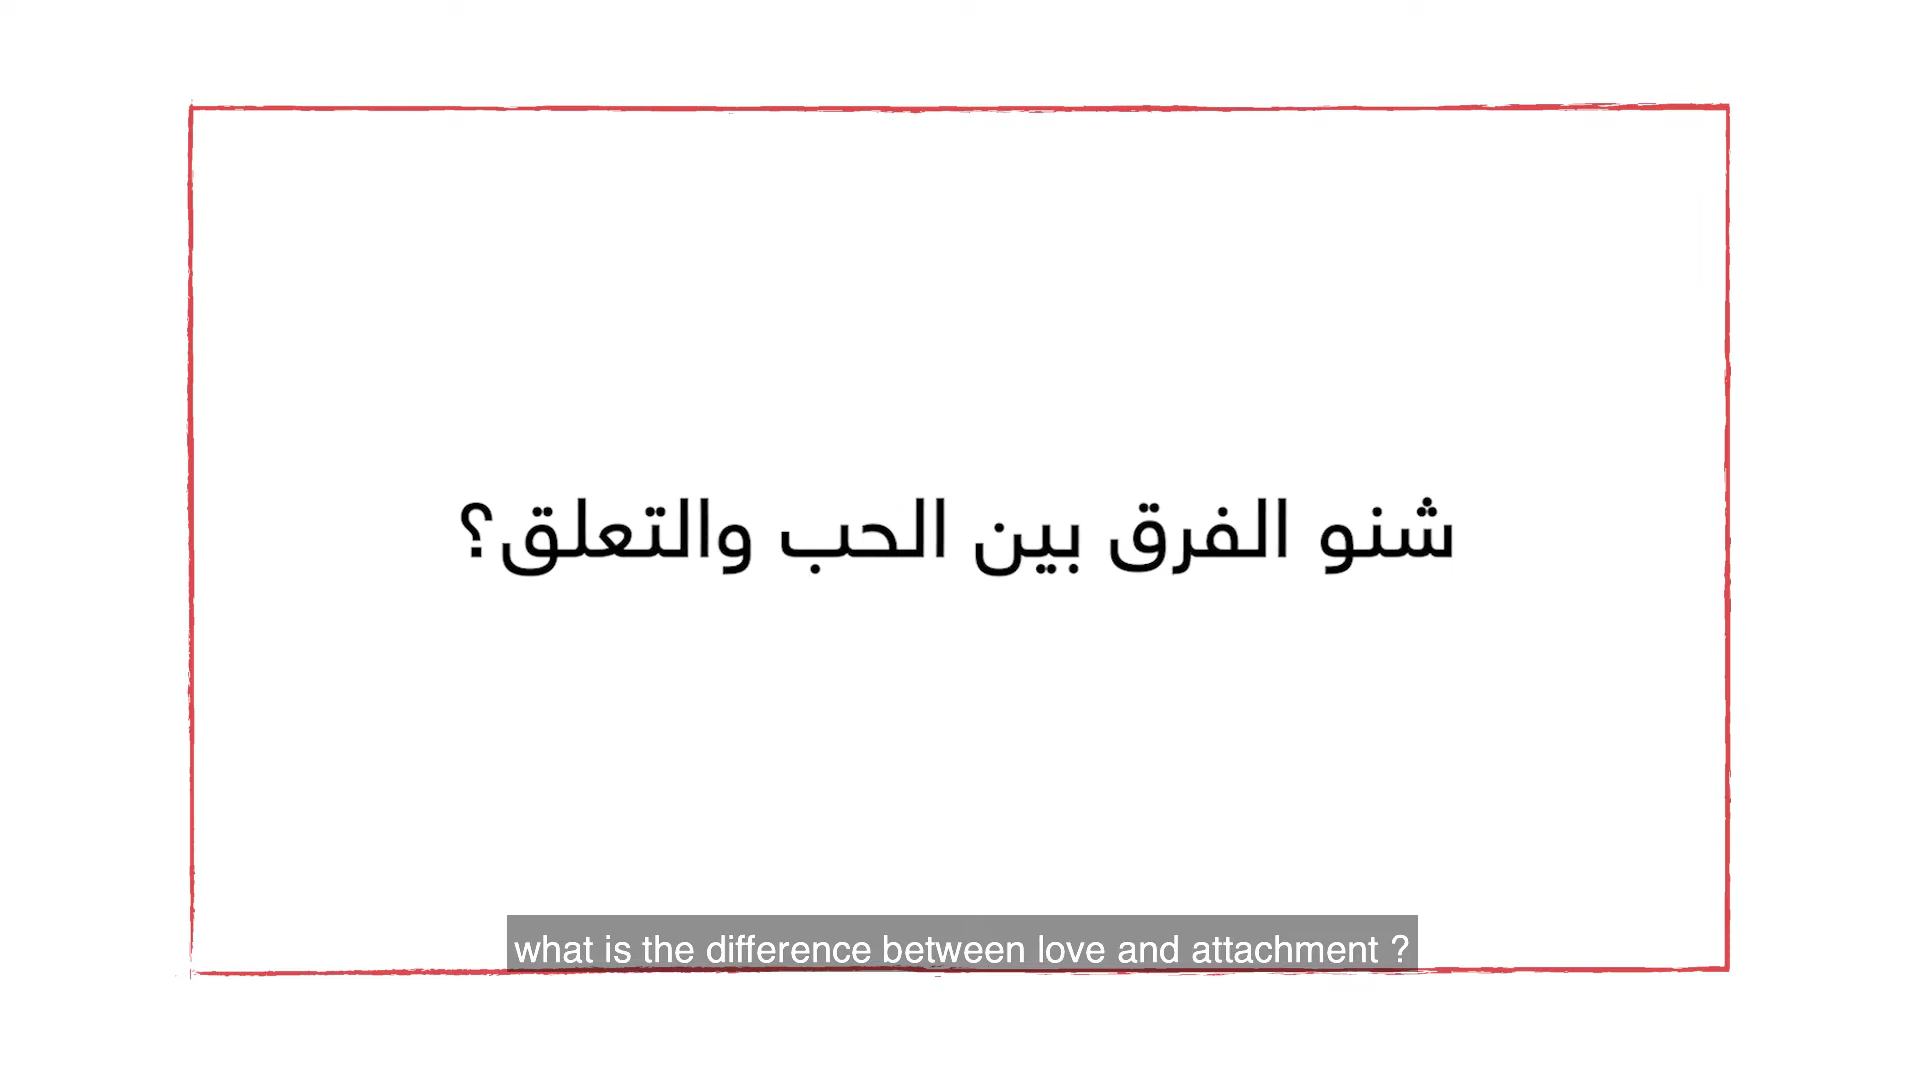 شنو الفرق بين الحب والتعلق؟
what is the difference between love and attachment ?